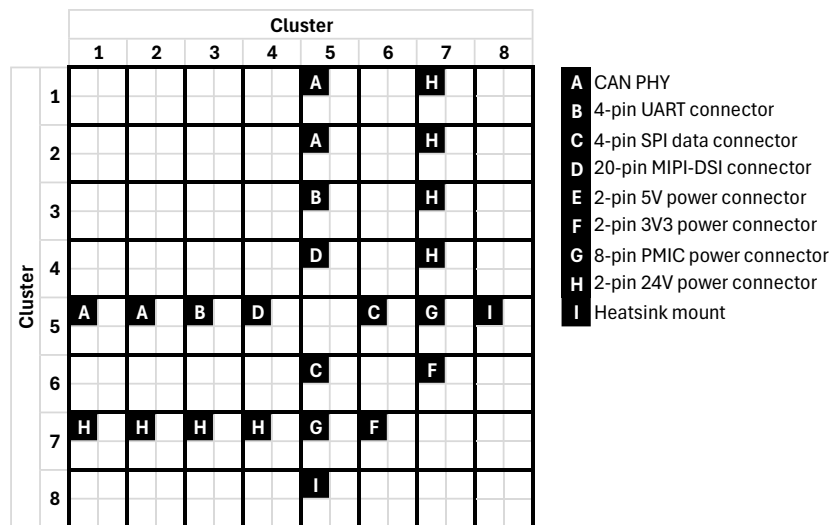 Cluster
1 2 3 4 5 6 7 8
Cluster
1 A H
2 A H
3 B H
4 D H
5 A A B D C G I
6 C F
7 H H H H G F
8 I
A CAN PHY
B 4-pin UART connector
C 4-pin SPI data connector
D 20-pin MIPI-DSI connector
E 2-pin 5V power connector
F 2-pin 3V3 power connector
G 8-pin PMIC power connector
H 2-pin 24V power connector
I Heatsink mount